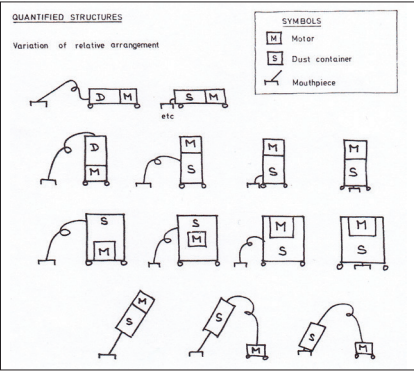 QUANTIFIED STRUCTURES
Variation of relative arrangement
SYMBOLS
M Motor
S Dust container
Mouthpiece
D M
S M
etc
D
M
M
S
M
S
M
S
S
M
S
M
M
S
M
S
M
S
S
M
S
M